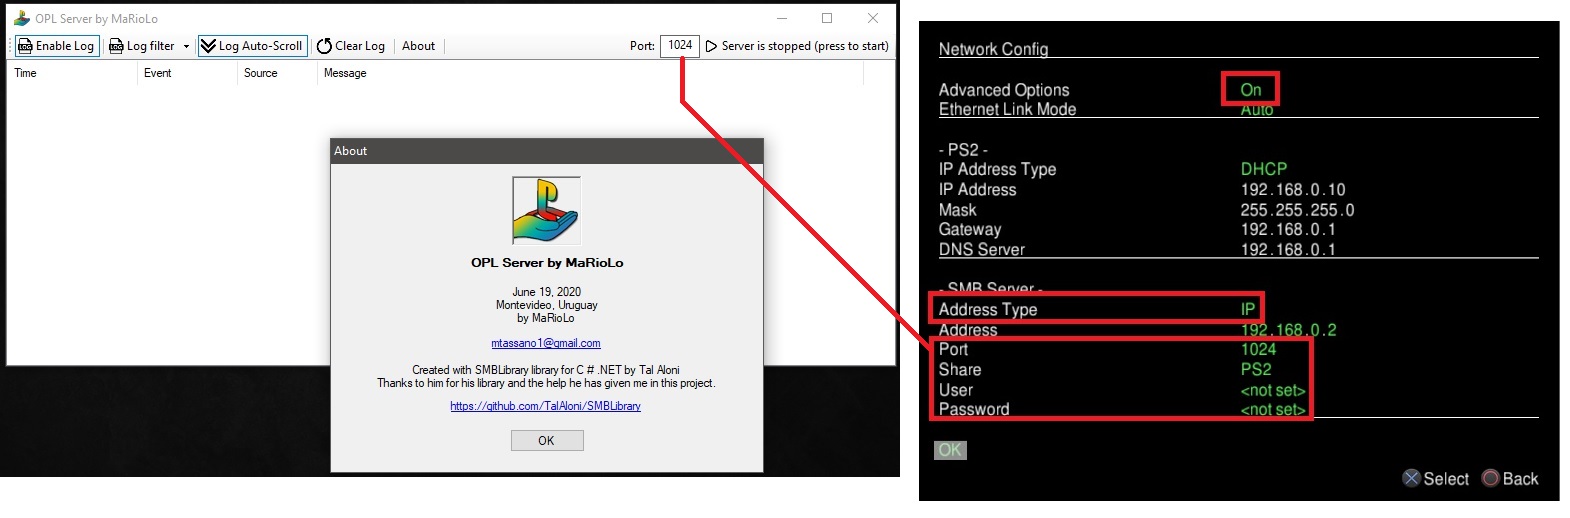 OPL Server by MaRioLo
Enable Log Log filter Log Auto-Scroll Clear Log About Port: 1024 Server is stopped (press to start)
Time Event Source Message
About
OPL Server by MaRioLo
June 19, 2020
Montevideo, Uruguay
by MaRioLo
mtassano1@gmail.com
Created with SMBLibrary library for C # .NET by Tal Aloni
Thanks to him for his library and the help he has given me in this project.
https://github.com/TalAloni/SMBLibrary
OK
Network Config
Advanced Options On
Ethernet Link Mode Auto
- PS2 -
IP Address Type DHCP
IP Address 192.168.0.10
Mask 255.255.255.0
Gateway 192.168.0.1
DNS Server 192.168.0.1
- SMB Server -
Address Type IP
Address 192.168.0.2
Port 1024
Share PS2
User <not set>
Password <not set>
OK
Select Back